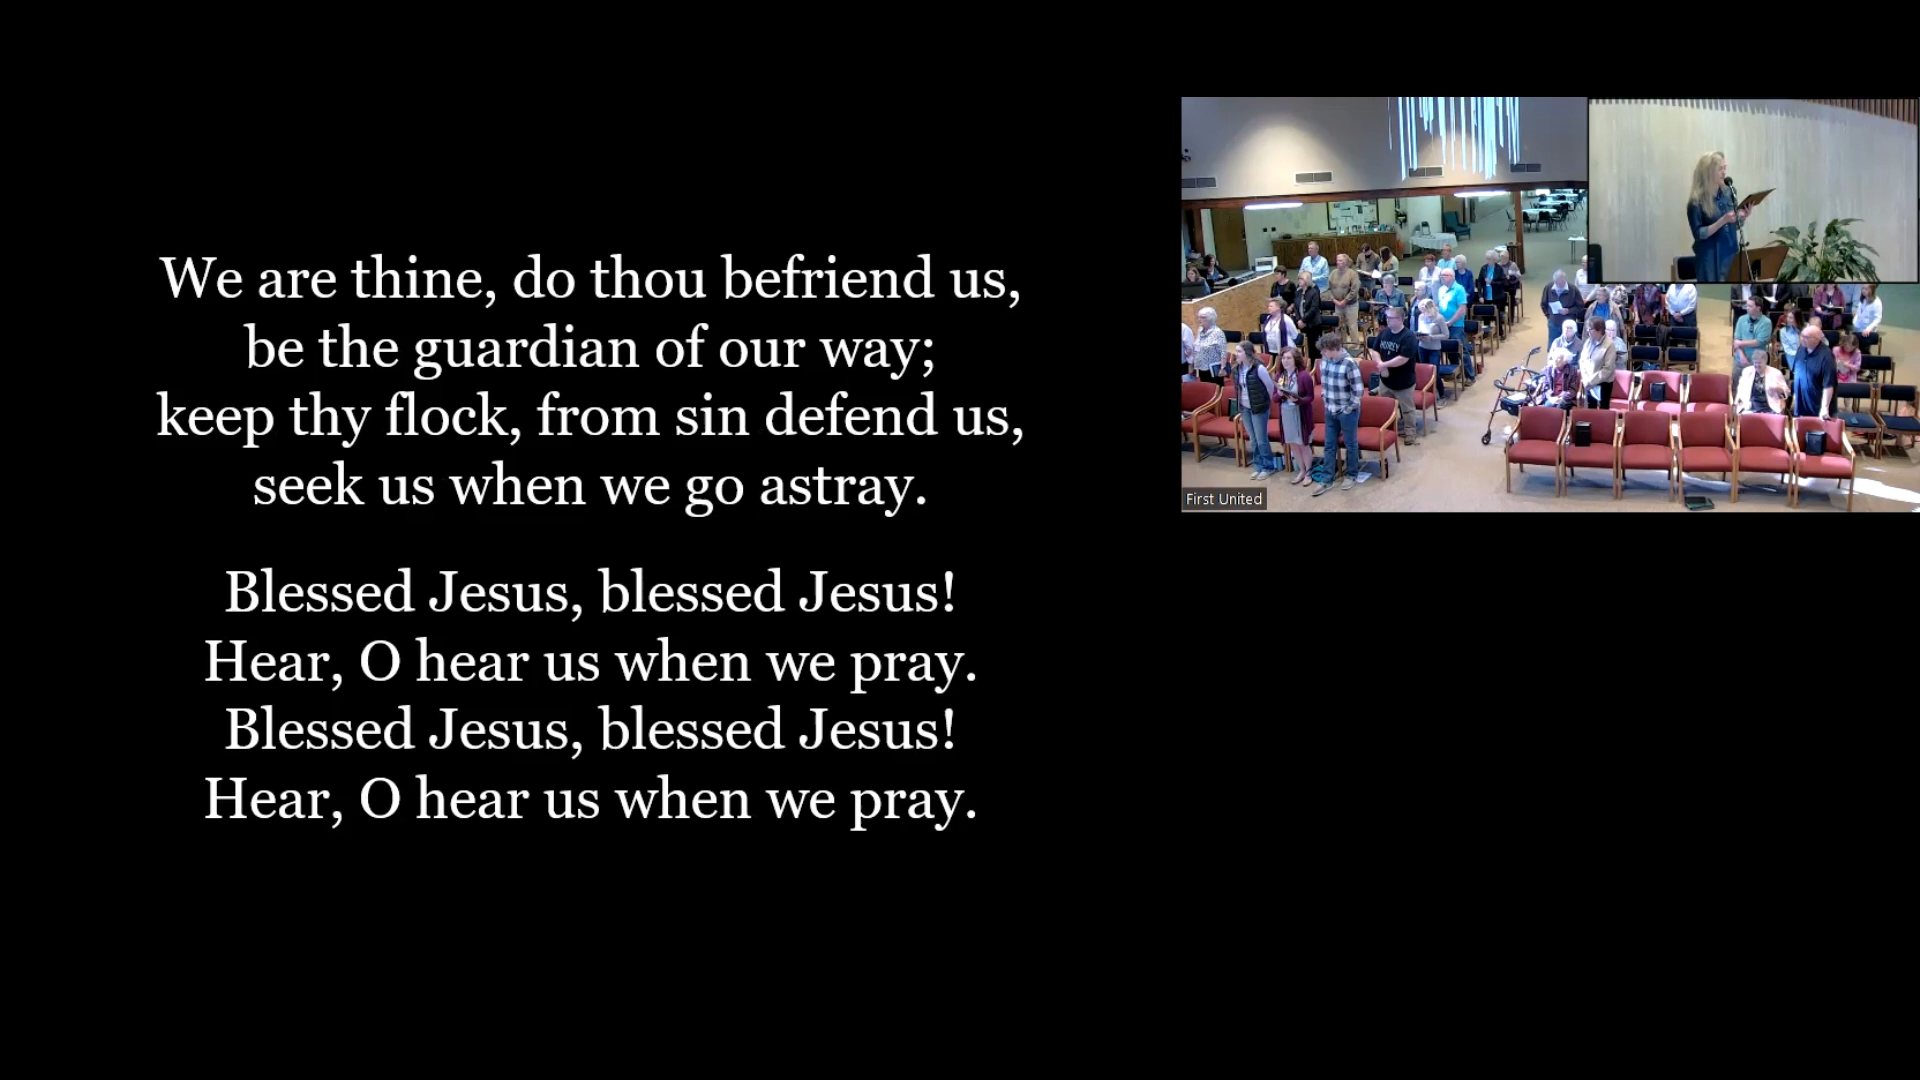 We are thine, do thou befriend us,
be the guardian of our way;
keep thy flock, from sin defend us,
seek us when we go astray.
Blessed Jesus, blessed Jesus!
Hear, O hear us when we pray.
Blessed Jesus, blessed Jesus!
Hear, O hear us when we pray.
First United